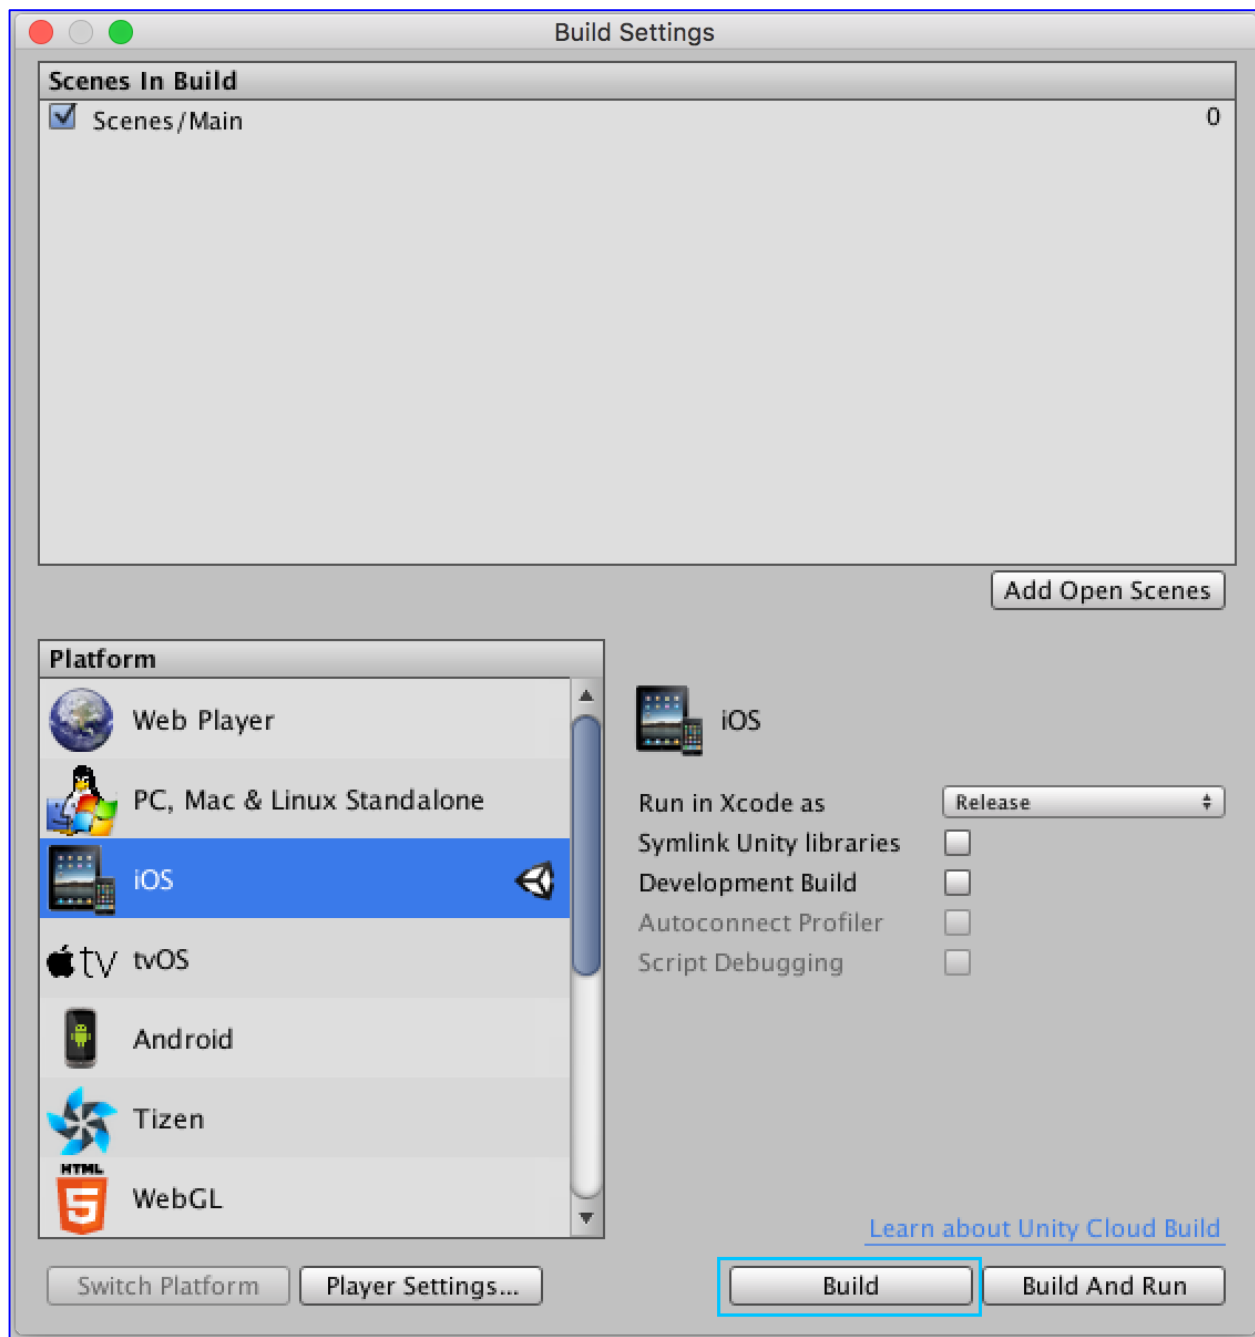 Build Settings
Scenes In Build
Scenes/Main 0
Add Open Scenes
Platform
Web Player
PC, Mac & Linux Standalone
iOS
tv tvOS
Android
Tizen
HTML 5 WebGL
iOS
Run in Xcode as Release
Symlink Unity libraries
Development Build
Autoconnect Profiler
Script Debugging
Learn about Unity Cloud Build
Switch Platform Player Settings... Build Build And Run